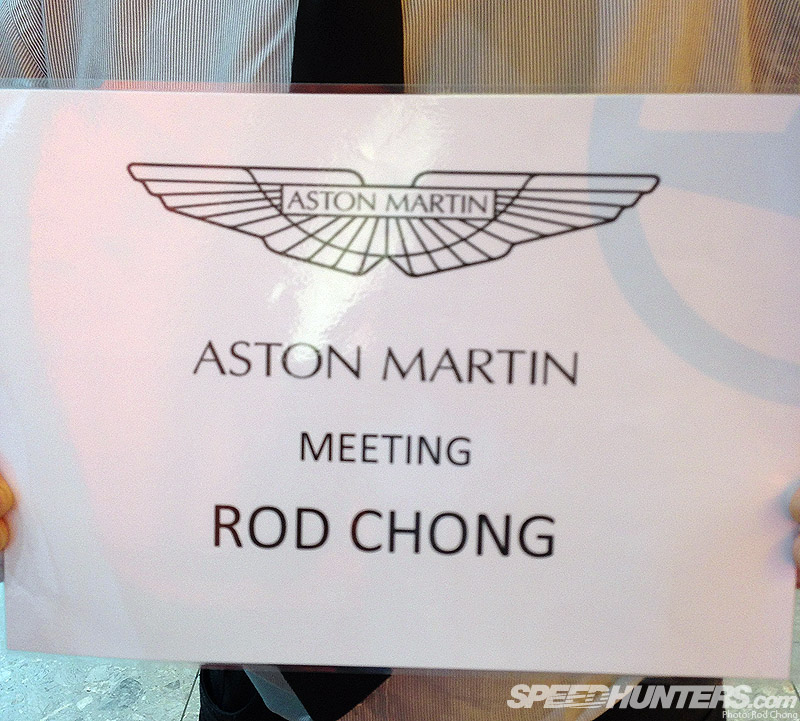 ASTON MARTIN
ASTON MARTIN
MEETING
ROD CHONG
SPEEDHUNTERS.com
Photo: Rod Chong